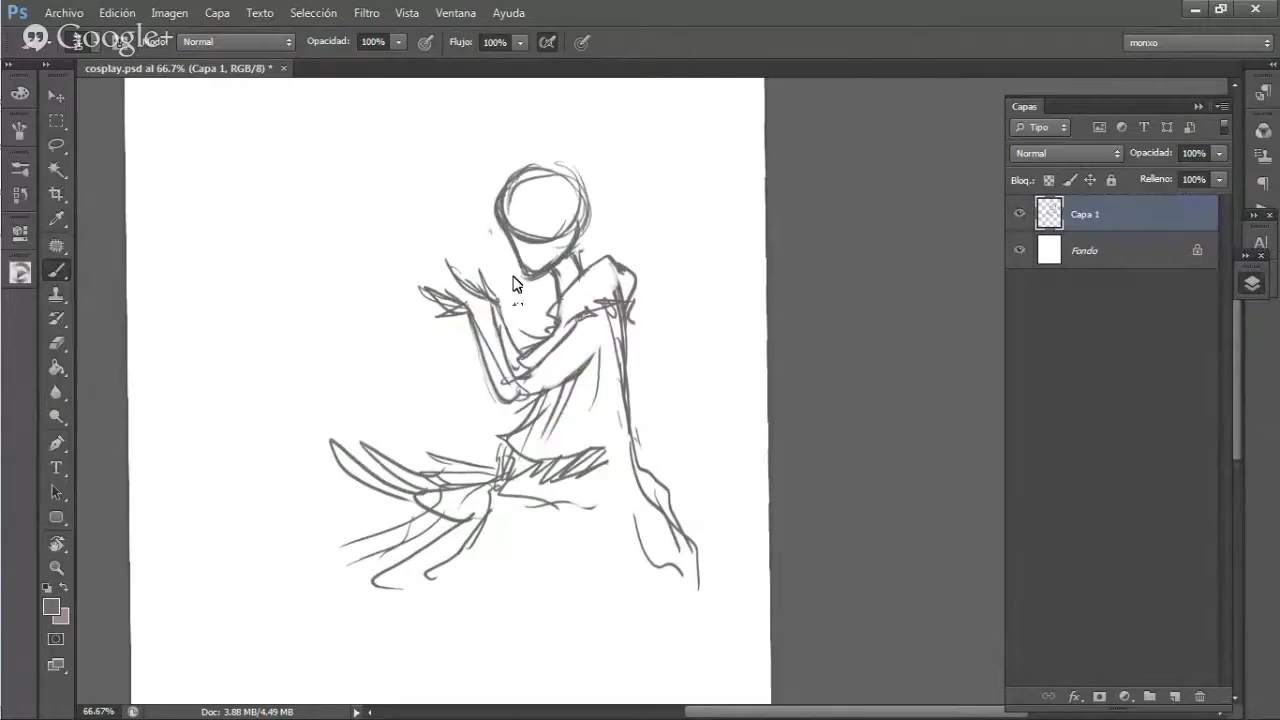 Ps Archivo Edición Imagen Capa Texto Selección Filtro Vista Ventana Ayuda
Google+
Normal Opacidad: 100% Flujo: 100% monxo
cosplay.psd al 66.7% (Capa 1, RGB/8) * ×
Capas
Tipo
Normal Opacidad: 100%
Bloq.: Relleno: 100%
Capa 1
Fondo
66.67% Doc: 3.88 MB/4.49 MB